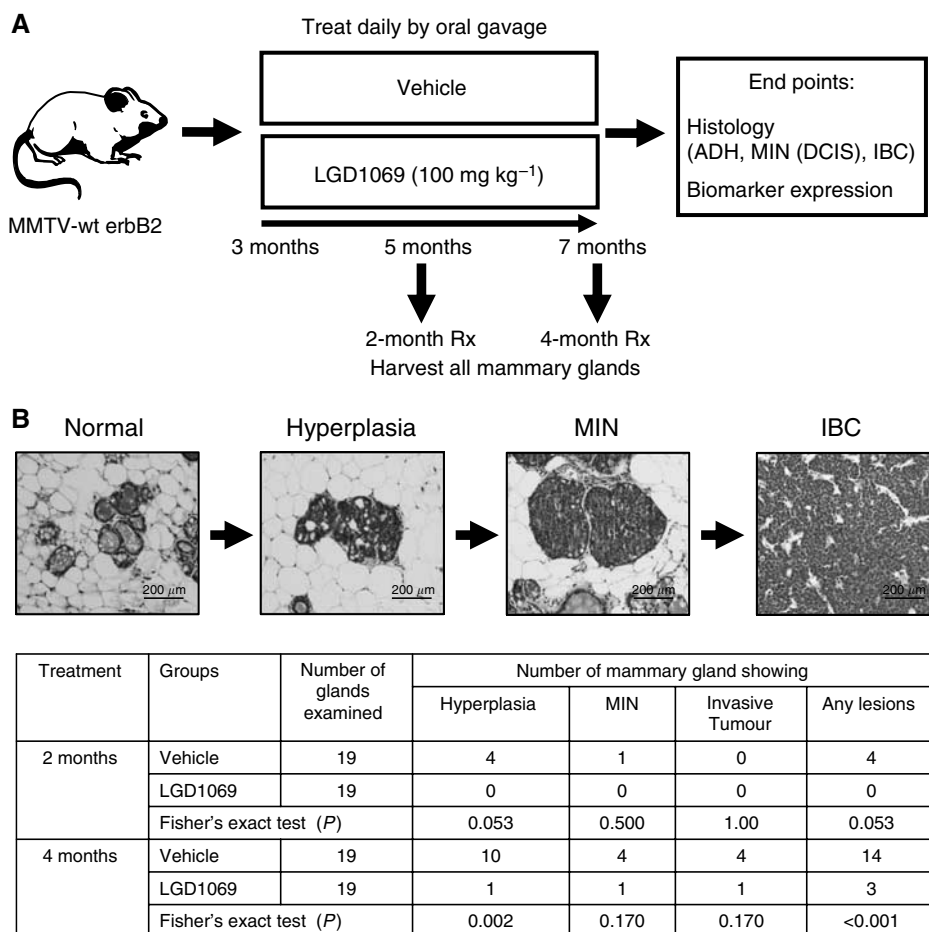 A
Treat daily by oral gavage
Vehicle
LGD1069 (100 mg kg⁻¹)
MMTV-wt erbB2
3 months 5 months 7 months
2-month Rx 4-month Rx
Harvest all mammary glands
End points:
Histology
(ADH, MIN (DCIS), IBC)
Biomarker expression
B
Normal Hyperplasia MIN IBC
200 μm 200 μm 200 μm 200 μm
Treatment Groups Number of glands examined Number of mammary gland showing
Hyperplasia MIN Invasive Tumour Any lesions
2 months Vehicle 19 4 1 0 4
LGD1069 19 0 0 0 0
Fisher's exact test (P) 0.053 0.500 1.00 0.053
4 months Vehicle 19 10 4 4 14
LGD1069 19 1 1 1 3
Fisher's exact test (P) 0.002 0.170 0.170 <0.001